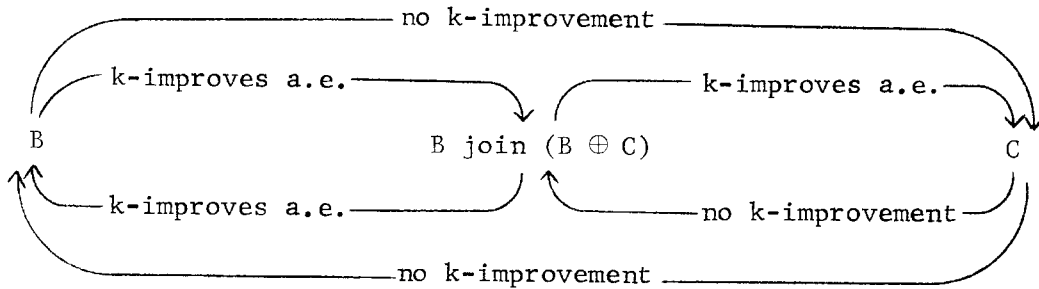 no k-improvement
k-improves a.e. k-improves a.e.
B B join (B ⊕ C) C
k-improves a.e. no k-improvement
no k-improvement